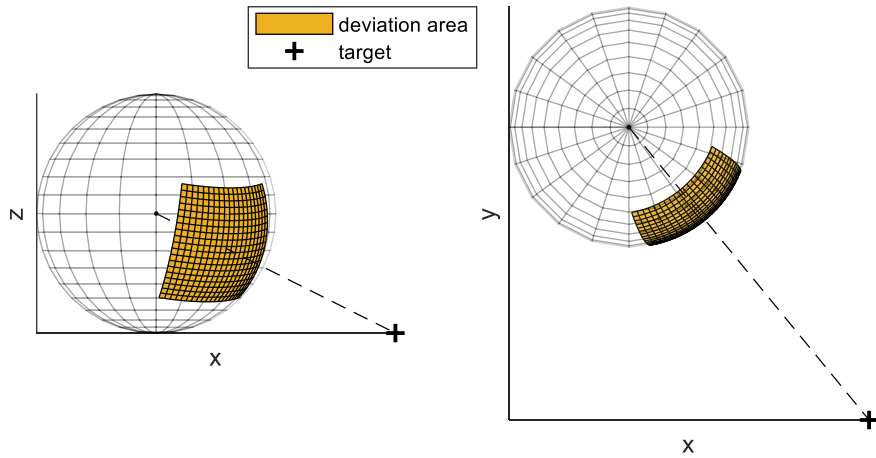 deviation area
target
z
x
y
x